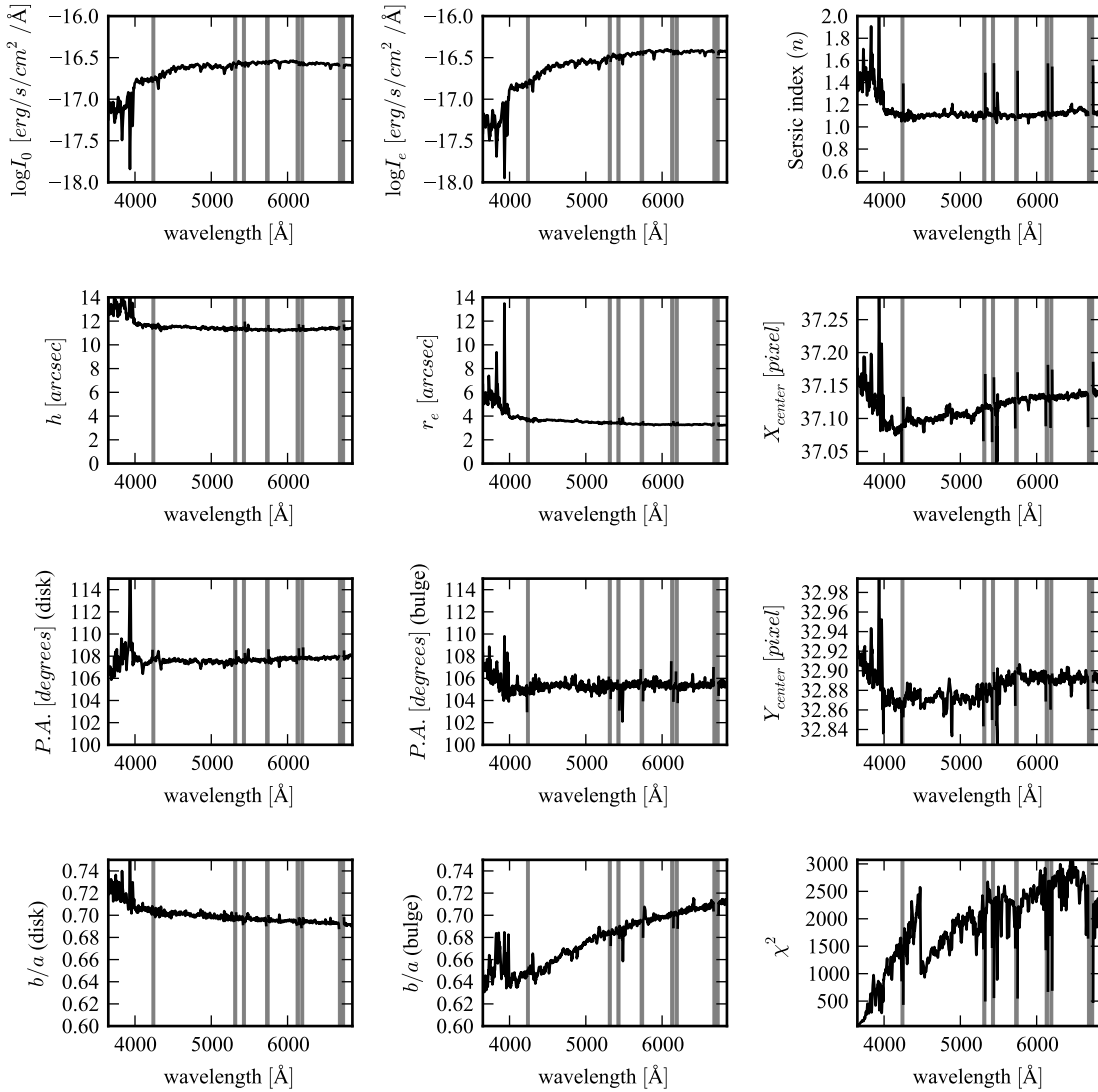 −16.0 −16.0 2.0
−16.5 −16.5 1.8
−17.0 −17.0 1.6
−17.5 −17.5 1.4
−18.0 −18.0 1.2
1.0
0.8
0.6
logI₀ [erg/s/cm² /Å] logIₑ [erg/s/cm² /Å] Sersic index (n)
4000 5000 6000 4000 5000 6000 4000 5000 6000
wavelength [Å] wavelength [Å] wavelength [Å]
14 14 37.25
12 12 37.20
10 10 37.15
8 8 37.10
6 6 37.05
4 4
2 2
0 0
h [arcsec] rₑ [arcsec] X_center [pixel]
4000 5000 6000 4000 5000 6000 4000 5000 6000
wavelength [Å] wavelength [Å] wavelength [Å]
114 114 32.98
112 112 32.96
110 110 32.94
108 108 32.92
106 106 32.90
104 104 32.88
102 102 32.86
100 100 32.84
P.A. [degrees] (disk) P.A. [degrees] (bulge) Y_center [pixel]
4000 5000 6000 4000 5000 6000 4000 5000 6000
wavelength [Å] wavelength [Å] wavelength [Å]
0.74 0.74 3000
0.72 0.72 2500
0.70 0.70 2000
0.68 0.68 1500
0.66 0.66 1000
0.64 0.64 500
0.62 0.62
0.60 0.60
b/a (disk) b/a (bulge) χ²
4000 5000 6000 4000 5000 6000 4000 5000 6000
wavelength [Å] wavelength [Å] wavelength [Å]